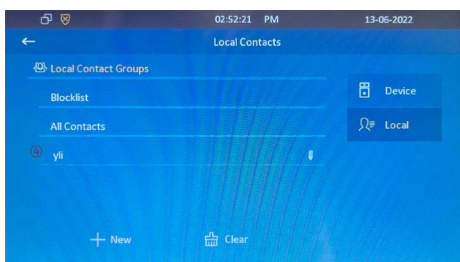 02:52:21 PM 13-06-2022
Local Contacts
Local Contact Groups
Blocklist
Device
All Contacts
Local
yli
New
Clear